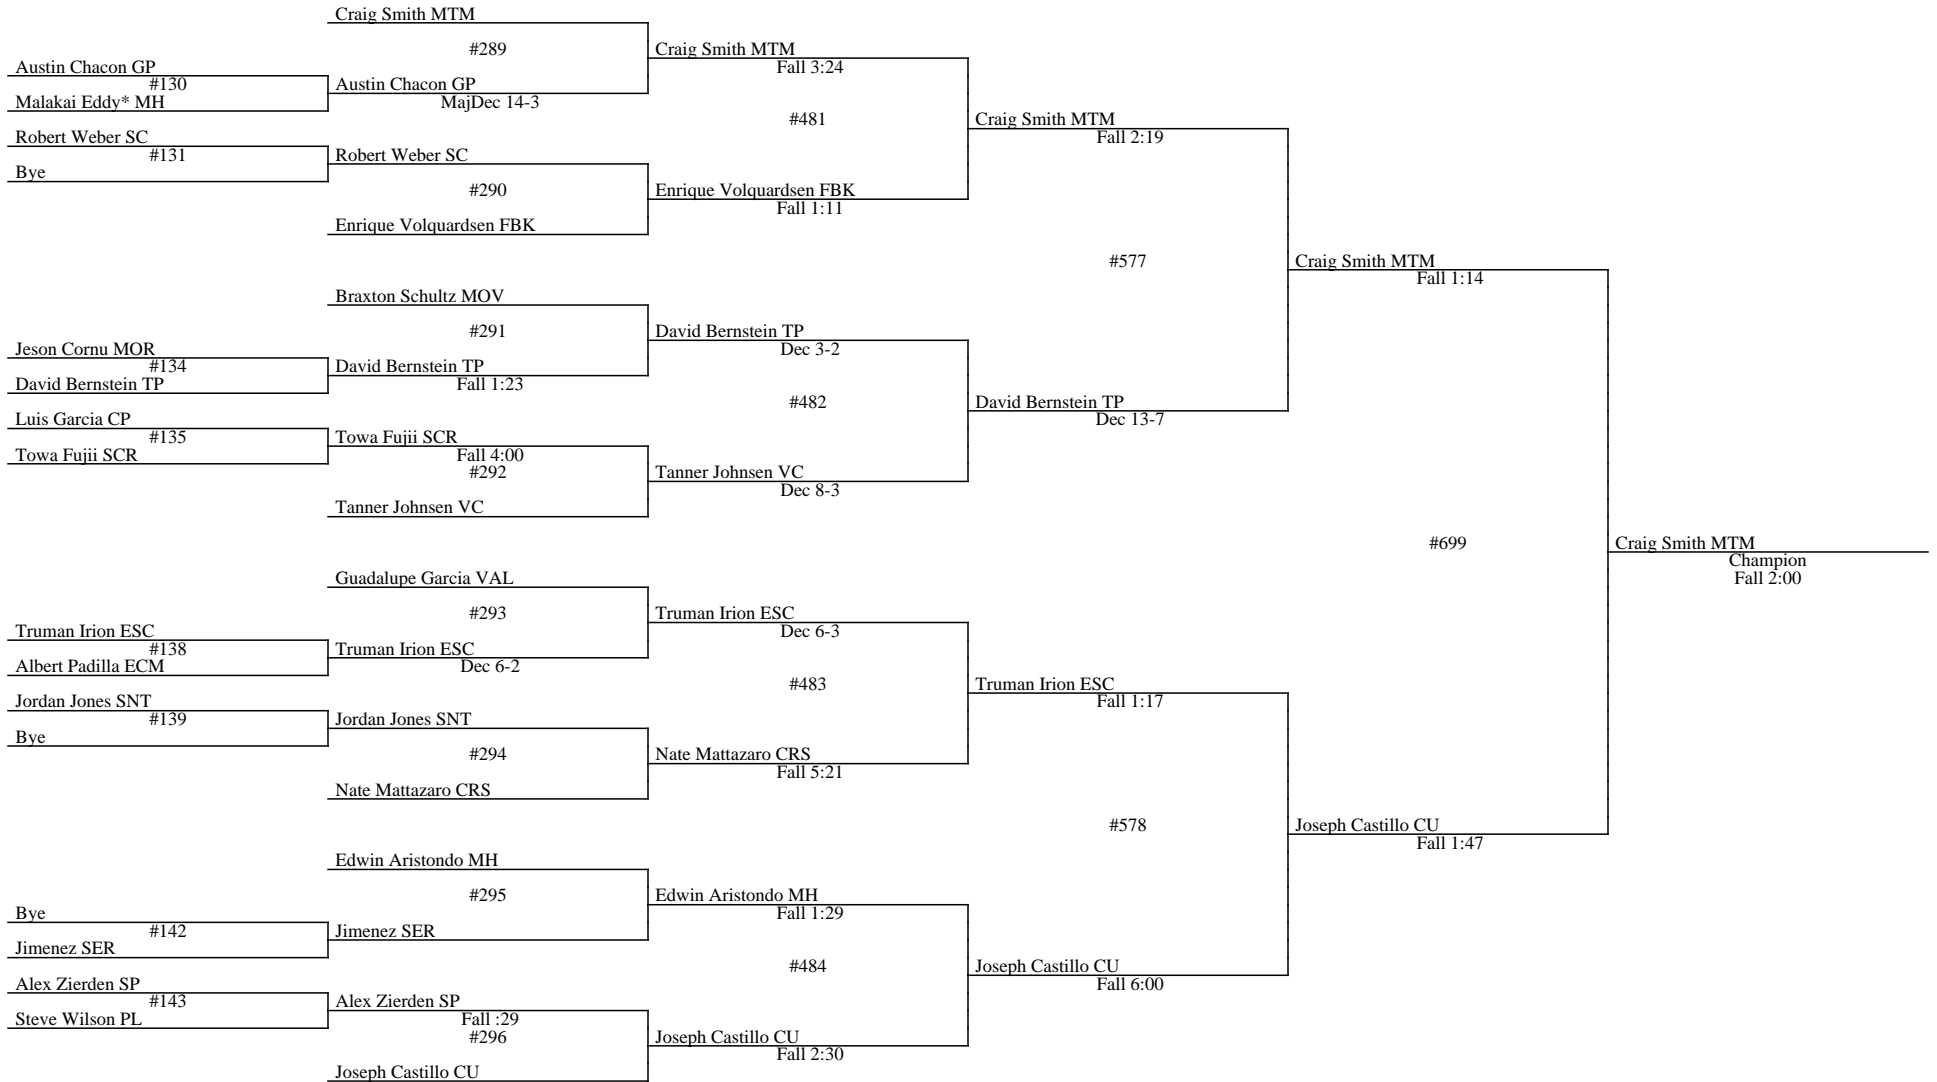 Craig Smith MTM
#289
Craig Smith MTM
Fall 3:24
Austin Chacon GP
#130
Austin Chacon GP
MajDec 14-3
Malakai Eddy* MH
#481
Craig Smith MTM
Fall 2:19
Robert Weber SC
#131
Robert Weber SC
Bye
#290
Enrique Volquardsen FBK
Fall 1:11
Enrique Volquardsen FBK
#577
Craig Smith MTM
Fall 1:14
Braxton Schultz MOV
#291
David Bernstein TP
Dec 3-2
Jeson Cornu MOR
#134
David Bernstein TP
Fall 1:23
David Bernstein TP
#482
David Bernstein TP
Dec 13-7
Luis Garcia CP
#135
Towa Fujii SCR
Fall 4:00
Towa Fujii SCR
#292
Tanner Johnsen VC
Dec 8-3
Tanner Johnsen VC
#699
Craig Smith MTM
Champion
Fall 2:00
Guadalupe Garcia VAL
#293
Truman Irion ESC
Dec 6-3
Truman Irion ESC
#138
Truman Irion ESC
Dec 6-2
Albert Padilla ECM
#483
Truman Irion ESC
Fall 1:17
Jordan Jones SNT
#139
Jordan Jones SNT
Bye
#294
Nate Mattazaro CRS
Fall 5:21
Nate Mattazaro CRS
#578
Joseph Castillo CU
Fall 1:47
Edwin Aristondo MH
#295
Edwin Aristondo MH
Fall 1:29
Bye
#142
Jimenez SER
Jimenez SER
#484
Joseph Castillo CU
Fall 6:00
Alex Zierden SP
#143
Alex Zierden SP
Fall :29
Steve Wilson PL
#296
Joseph Castillo CU
Fall 2:30
Joseph Castillo CU